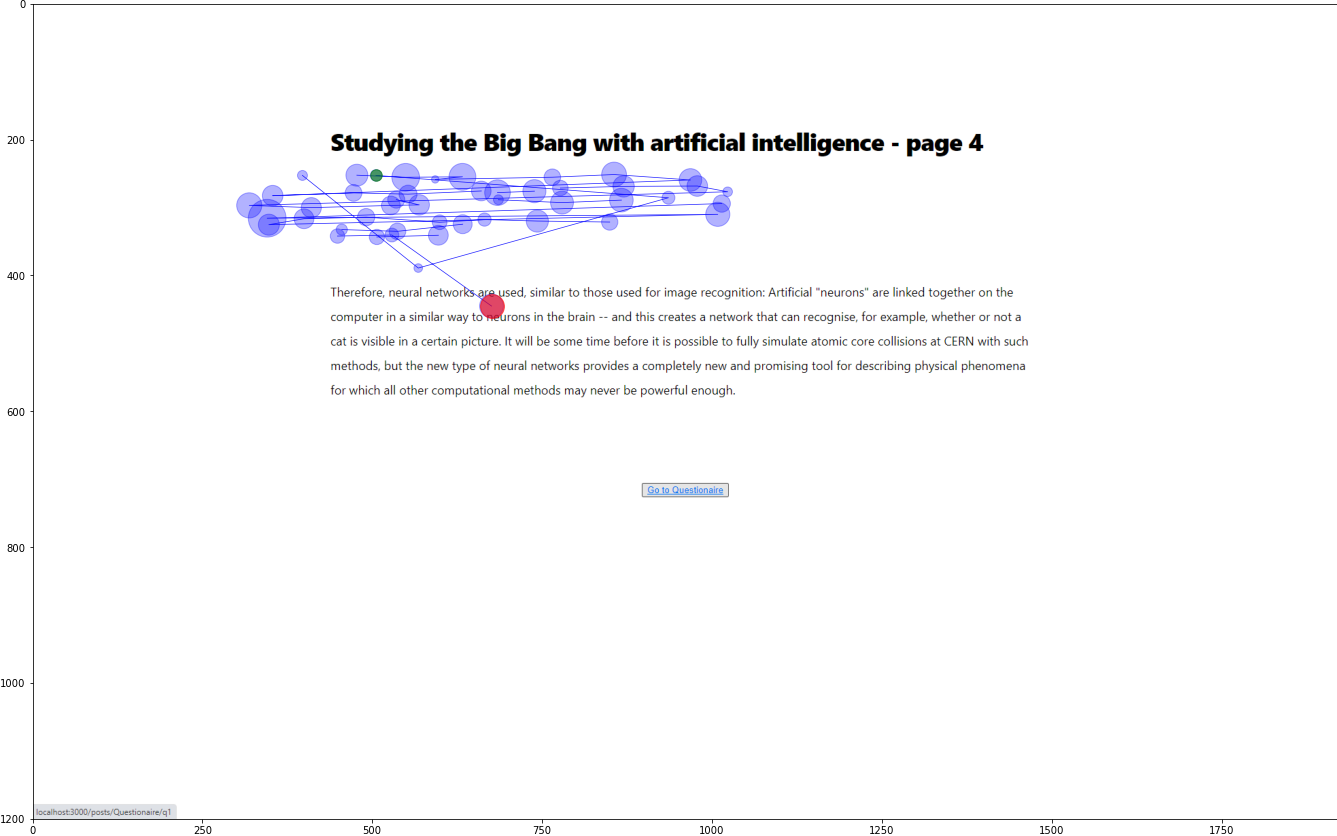 0
200
Studying the Big Bang with artificial intelligence - page 4
400
Therefore, neural networks are used, similar to those used for image recognition: Artificial "neurons" are linked together on the
computer in a similar way to neurons in the brain -- and this creates a network that can recognise, for example, whether or not a
cat is visible in a certain picture. It will be some time before it is possible to fully simulate atomic core collisions at CERN with such
methods, but the new type of neural networks provides a completely new and promising tool for describing physical phenomena
for which all other computational methods may never be powerful enough.
600
Go to Questionaire
800
1000
localhost:3000/posts/Questionaire/q1
1200
0 250 500 750 1000 1250 1500 1750